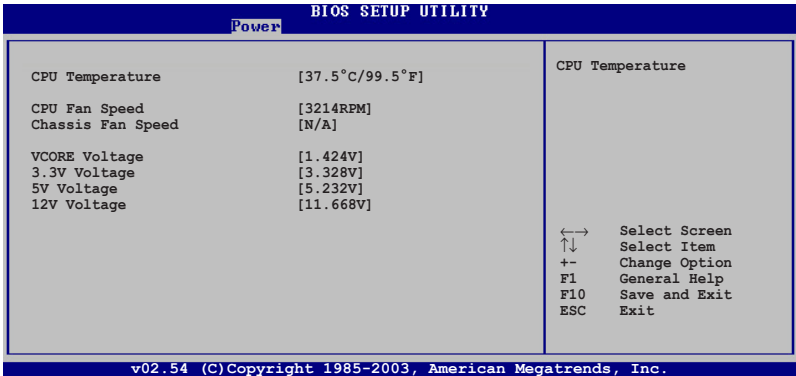 BIOS SETUP UTILITY
Power
CPU Temperature [37.5°C/99.5°F]
CPU Fan Speed [3214RPM]
Chassis Fan Speed [N/A]
VCORE Voltage [1.424V]
3.3V Voltage [3.328V]
5V Voltage [5.232V]
12V Voltage [11.668V]
CPU Temperature
←→ Select Screen
↑↓ Select Item
+- Change Option
F1 General Help
F10 Save and Exit
ESC Exit
v02.54 (C)Copyright 1985-2003, American Megatrends, Inc.